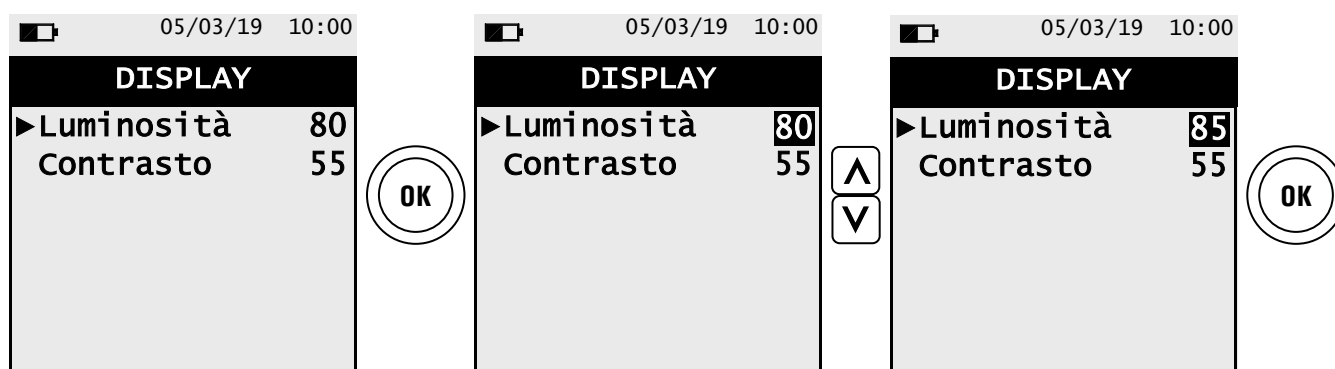 05/03/19 10:00
DISPLAY
►Luminosità 80
Contrasto 55
OK
05/03/19 10:00
DISPLAY
►Luminosità 80
Contrasto 55
05/03/19 10:00
DISPLAY
►Luminosità 85
Contrasto 55
OK